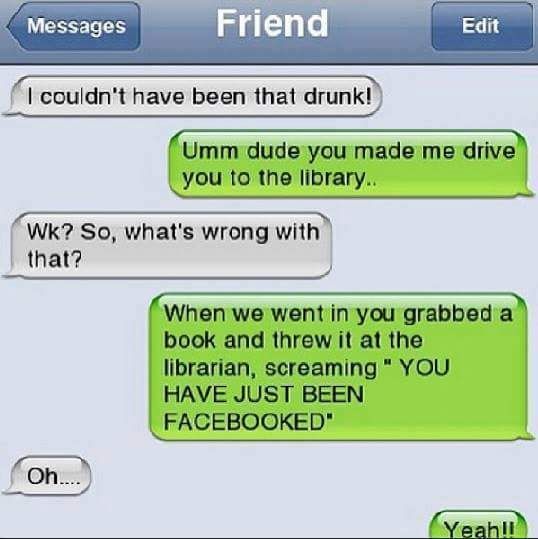 Messages
Friend
Edit
I couldn't have been that drunk!
Umm dude you made me drive
you to the library..
Wk? So, what's wrong with
that?
When we went in you grabbed a
book and threw it at the
librarian, screaming " YOU
HAVE JUST BEEN
FACEBOOKED"
Oh....
Yeah!!